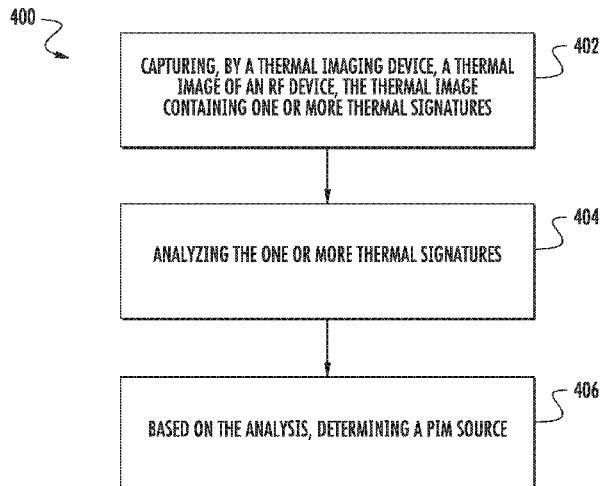 400
402
CAPTURING, BY A THERMAL IMAGING DEVICE, A THERMAL
IMAGE OF AN RF DEVICE, THE THERMAL IMAGE
CONTAINING ONE OR MORE THERMAL SIGNATURES
404
ANALYZING THE ONE OR MORE THERMAL SIGNATURES
406
BASED ON THE ANALYSIS, DETERMINING A PIM SOURCE